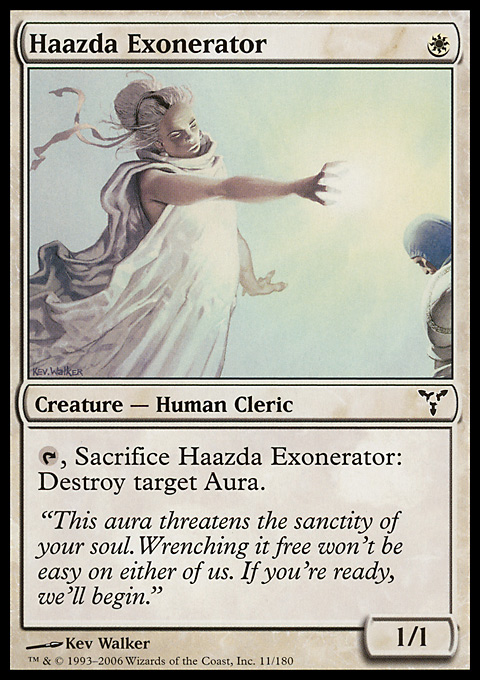 Haazda Exonerator
Kev.Walker
Creature — Human Cleric
, Sacrifice Haazda Exonerator:
Destroy target Aura.
“This aura threatens the sanctity of
your soul. Wrenching it free won’t be
easy on either of us. If you’re ready,
we’ll begin.”
Kev Walker
1/1
™ & © 1993–2006 Wizards of the Coast, Inc. 11/180